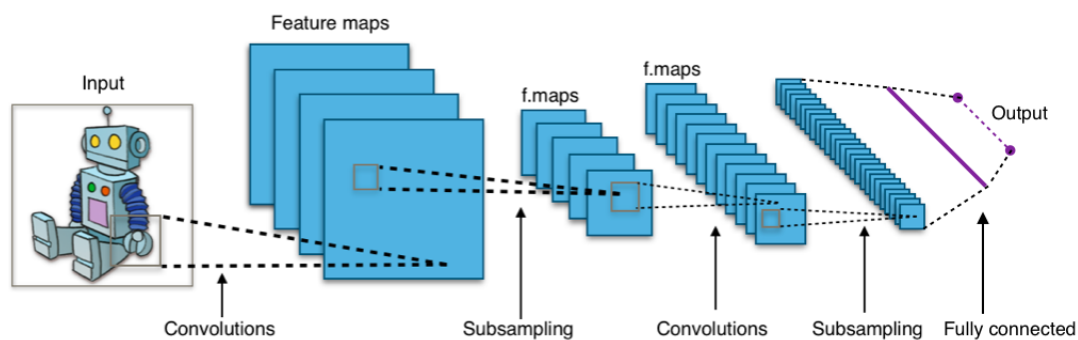 Feature maps
f.maps
Input
f.maps
Output
Convolutions
Subsampling
Convolutions
Subsampling
Fully connected